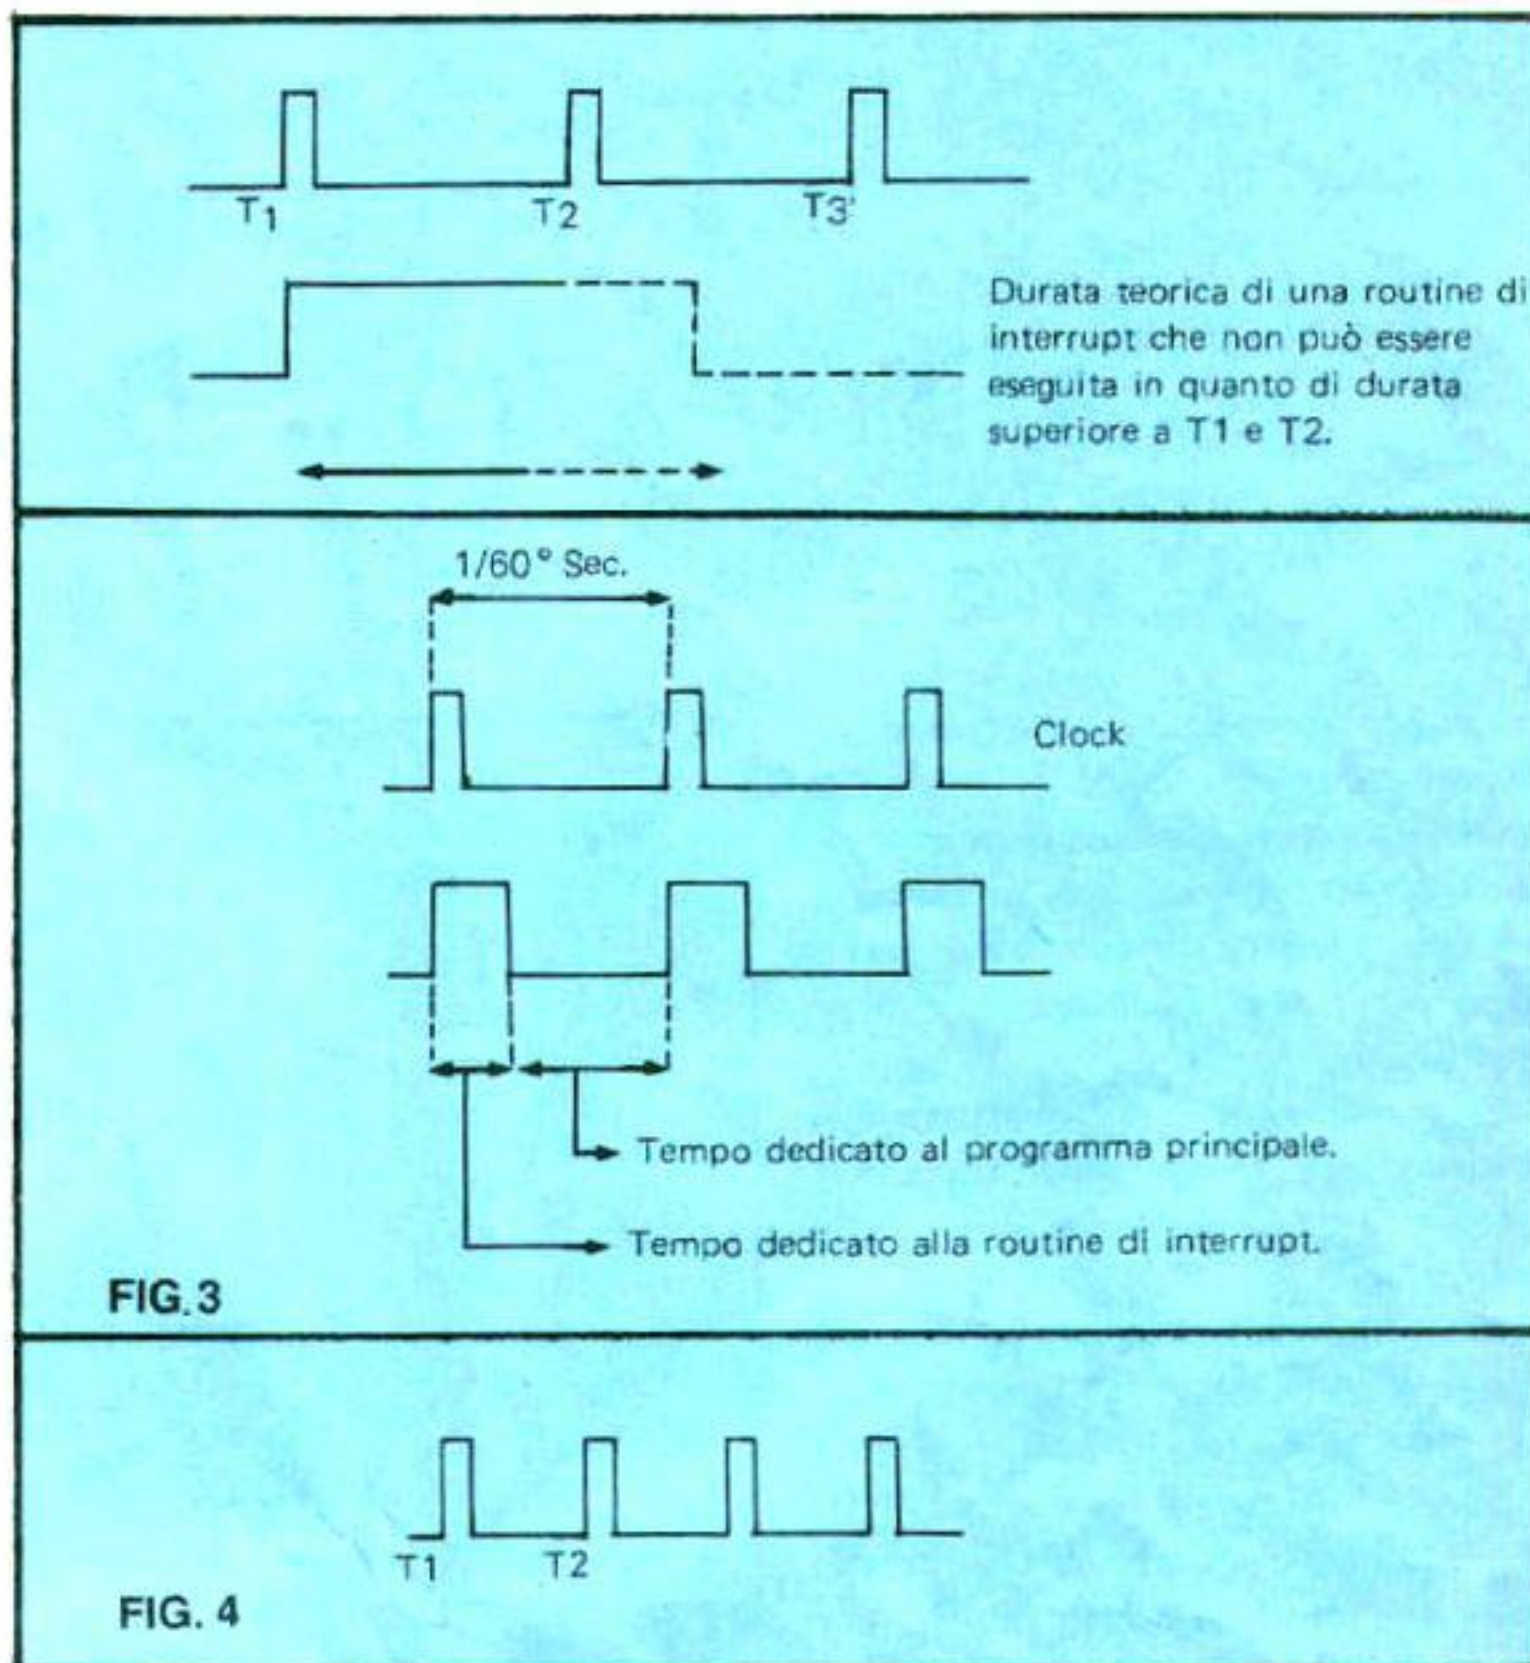 T1 T2 T3'
Durata teorica di una routine di
interrupt che non può essere
eseguita in quanto di durata
superiore a T1 e T2.
1/60° Sec.
Clock
Tempo dedicato al programma principale.
Tempo dedicato alla routine di interrupt.
FIG. 3
T1 T2
FIG. 4